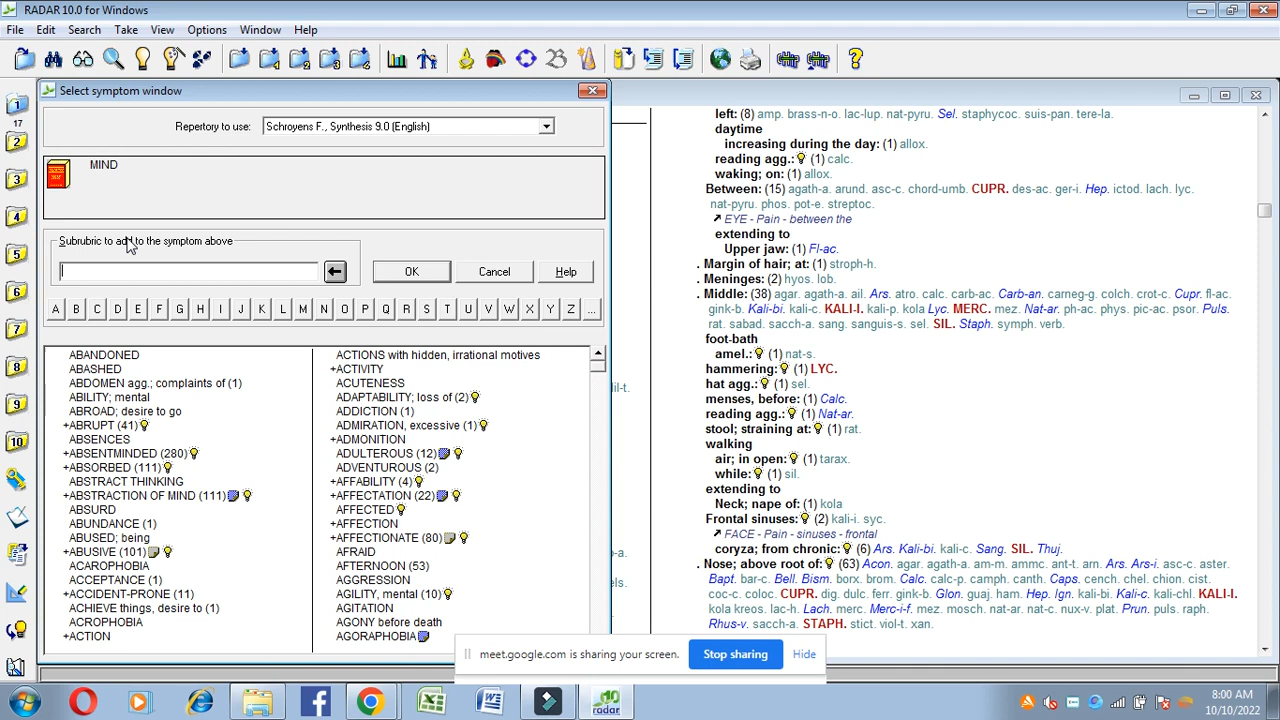 RADAR 10.0 for Windows
File Edit Search Take View Options Window Help
1
17
2
3
4
5
6
7
8
9
10
Select symptom window
Repertory to use: Schroyens F., Synthesis 9.0 (English)
MIND
Subrubric to add to the symptom above
OK Cancel Help
A B C D E F G H I J K L M N O P Q R S T U V W X Y Z ...
ABANDONED
ABASHED
ABDOMEN agg.; complaints of (1)
ABILITY; mental
ABROAD; desire to go
+ABRUPT (41)
ABSENCES
+ABSENTMINDED (280)
+ABSORBED (111)
ABSTRACT THINKING
+ABSTRACTION OF MIND (111)
ABSURD
ABUNDANCE (1)
ABUSED; being
+ABUSIVE (101)
ACAROPHOBIA
ACCEPTANCE (1)
+ACCIDENT-PRONE (11)
ACHIEVE things, desire to (1)
ACROPHOBIA
+ACTION
ACTIONS with hidden, irrational motives
+ACTIVITY
ACUTENESS
ADAPTABILITY; loss of (2)
ADDICTION (1)
ADMIRATION, excessive (1)
+ADMONITION
ADULTEROUS (12)
ADVENTUROUS (2)
+AFFABILITY (4)
+AFFECTATION (22)
AFFECTED
+AFFECTION
+AFFECTIONATE (80)
AFRAID
AFTERNOON (53)
AGGRESSION
+AGILITY, mental (10)
AGITATION
AGONY before death
AGORAPHOBIA
lil-t.
o-a.
els.
left: (8) amp. brass-n-o. lac-lup. nat-pyru. Sel. staphycoc. suis-pan. tere-la.
daytime
increasing during the day: (1) allox.
reading agg.: (1) calc.
waking; on: (1) allox.
Between: (15) agath-a. arund. asc-c. chord-umb. CUPR. des-ac. ger-i. Hep. ictod. lach. lyc.
nat-pyru. phos. pot-e. streptoc.
EYE - Pain - between the
extending to
Upper jaw: (1) Fl-ac.
. Margin of hair; at: (1) stroph-h.
. Meninges: (2) hyos. lob.
. Middle: (38) agar. agath-a. ail. Ars. atro. calc. carb-ac. Carb-an. carneg-g. colch. crot-c. Cupr. fl-ac.
gink-b. Kali-bi. kali-c. KALI-I. kali-p. kola Lyc. MERC. mez. Nat-ar. ph-ac. phys. pic-ac. psor. Puls.
rat. sabad. sacch-a. sang. sanguis-s. sel. SIL. Staph. symph. verb.
foot-bath
amel.: (1) nat-s.
hammering: (1) LYC.
hat agg.: (1) sel.
menses, before: (1) Calc.
reading agg.: (1) Nat-ar.
stool; straining at: (1) rat.
walking
air; in open: (1) tarax.
while: (1) sil.
extending to
Neck; nape of: (1) kola
Frontal sinuses: (2) kali-i. syc.
FACE - Pain - sinuses - frontal
coryza; from chronic: (6) Ars. Kali-bi. kali-c. Sang. SIL. Thuj.
. Nose; above root of: (63) Acon. agar. agath-a. am-m. ammc. ant-t. arn. Ars. Ars-i. asc-c. aster.
Bapt. bar-c. Bell. Bism. borx. brom. Calc. calc-p. camph. canth. Caps. cench. chel. chion. cist.
coc-c. coloc. CUPR. dig. dulc. ferr. gink-b. Glon. guaj. ham. Hep. Ign. kali-bi. Kali-c. kali-chl. KALI-I.
kola kreos. lac-h. Lach. merc. Merc-i-f. mez. mosch. nat-ar. nat-c. nux-v. plat. Prun. puls. raph.
Rhus-v. sacch-a. STAPH. stict. viol-t. xan.
meet.google.com is sharing your screen. Stop sharing Hide
10
radar
8:00 AM
10/10/2022